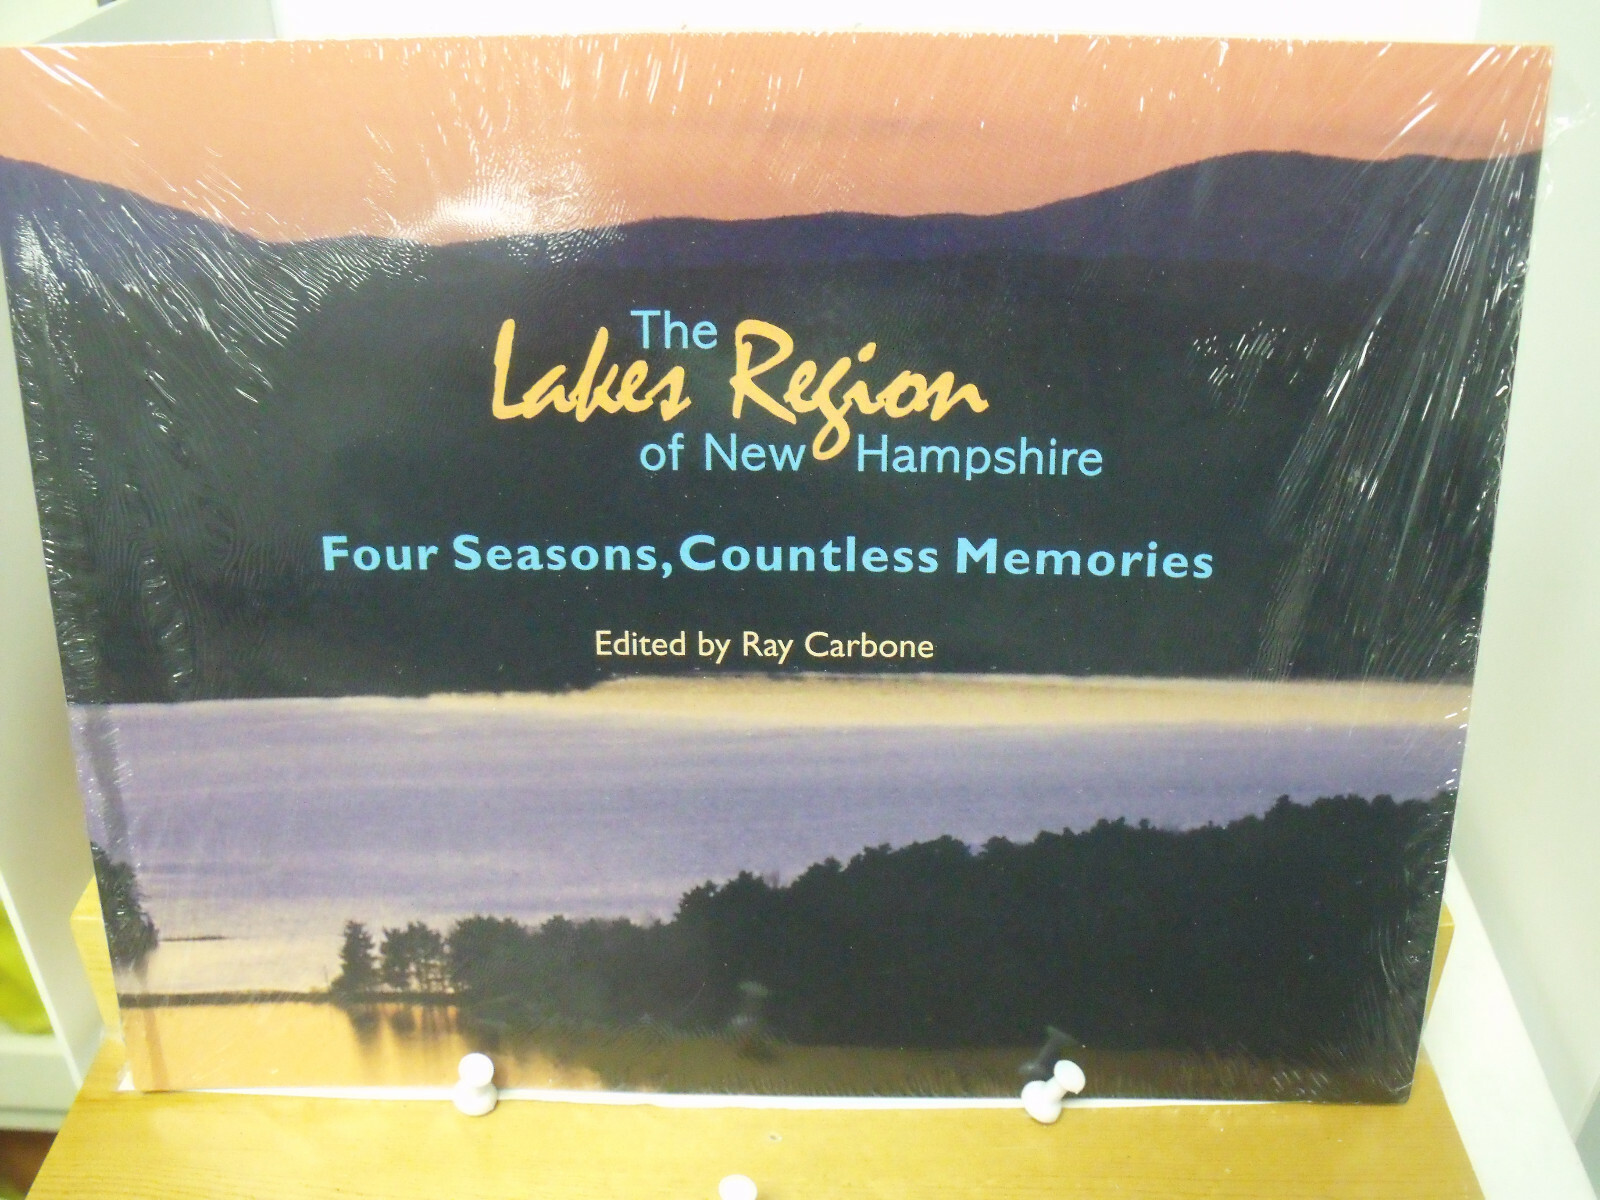 The
Lakes Region
of New Hampshire
Four Seasons, Countless Memories
Edited by Ray Carbone